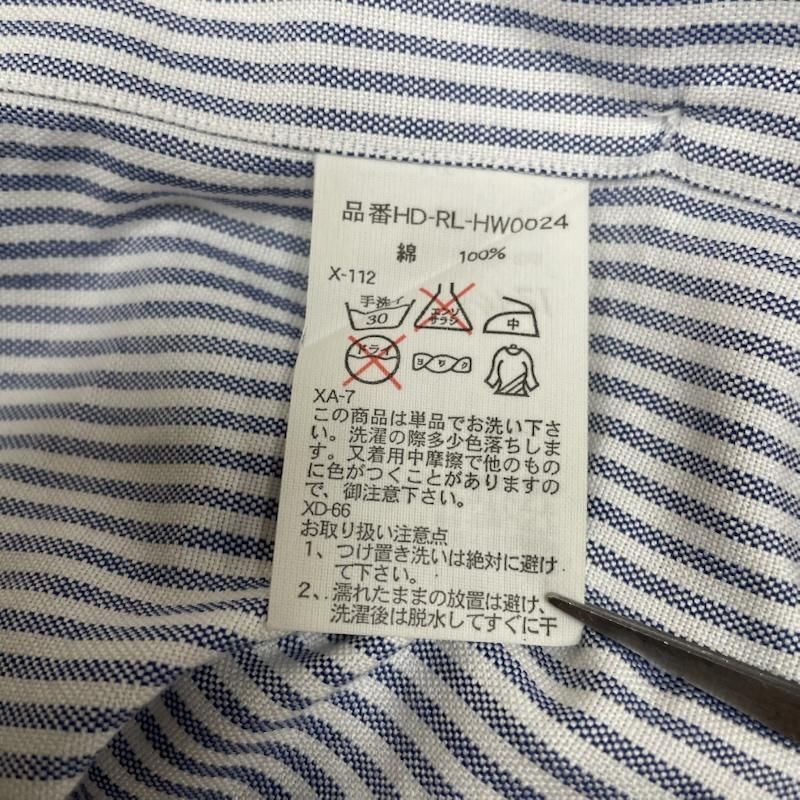 品番HD-RL-HW0024
綿 100%
X-112
手洗イ
30
エンソ
サラシ
中
ドライ
ヨワク
XA-7
この商品は単品でお洗い下さ
い。洗濯の際多少色落ちしま
す。又着用中摩擦で他のもの
に色がつくことがありますの
で、御注意下さい。
XD-66
お取り扱い注意点
1、つけ置き洗いは絶対に避け
て下さい。
2、濡れたままの放置は避け、
洗濯後は脱水してすぐに干